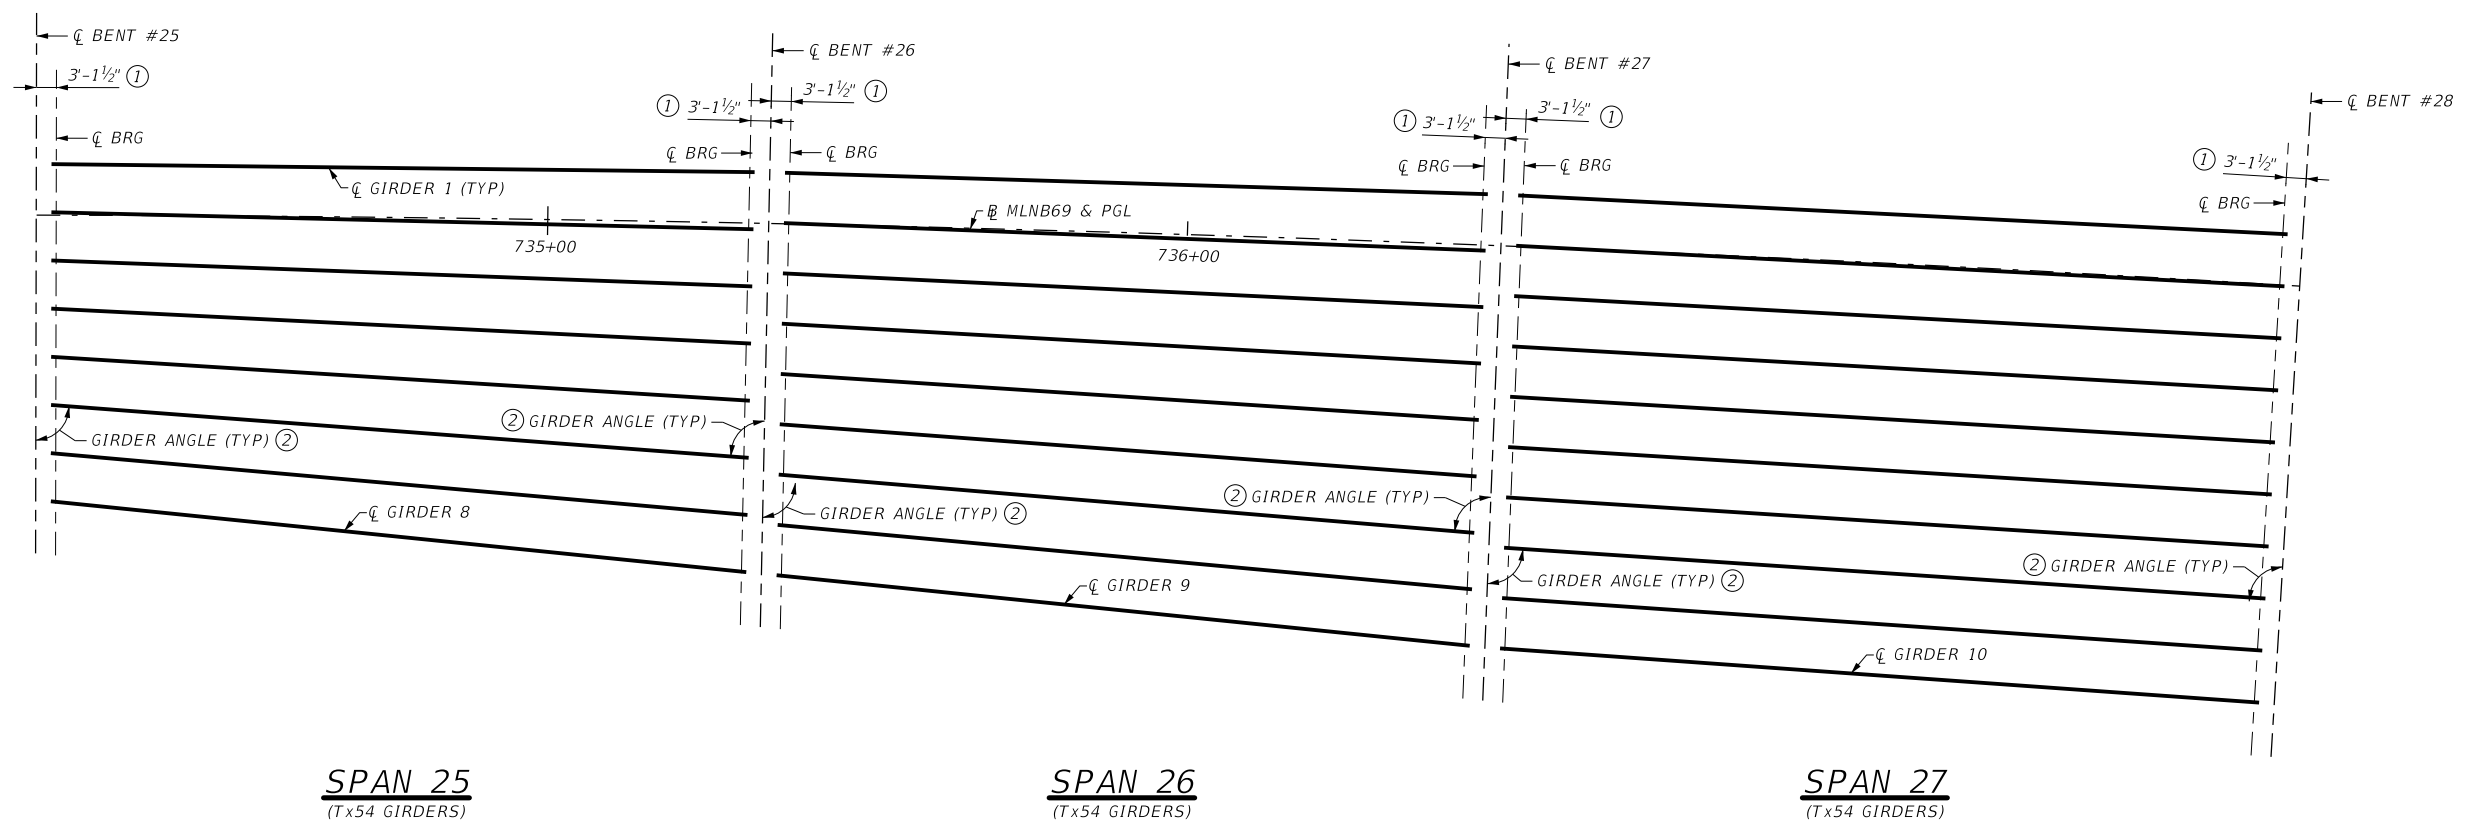 ℄ BENT #25
3'-1½" ①
℄ BRG
℄ BENT #26
① 3'-1½"
3'-1½" ①
℄ BRG
℄ BRG
℄ BENT #27
① 3'-1½"
3'-1½" ①
℄ BRG
℄ BRG
℄ BENT #28
① 3'-1½"
℄ BRG
℄ GIRDER 1 (TYP)
735+00
BL MLNB69 & PGL
736+00
GIRDER ANGLE (TYP) ②
② GIRDER ANGLE (TYP)
℄ GIRDER 8
GIRDER ANGLE (TYP) ②
② GIRDER ANGLE (TYP)
℄ GIRDER 9
GIRDER ANGLE (TYP) ②
② GIRDER ANGLE (TYP)
℄ GIRDER 10
SPAN 25
(Tx54 GIRDERS)
SPAN 26
(Tx54 GIRDERS)
SPAN 27
(Tx54 GIRDERS)